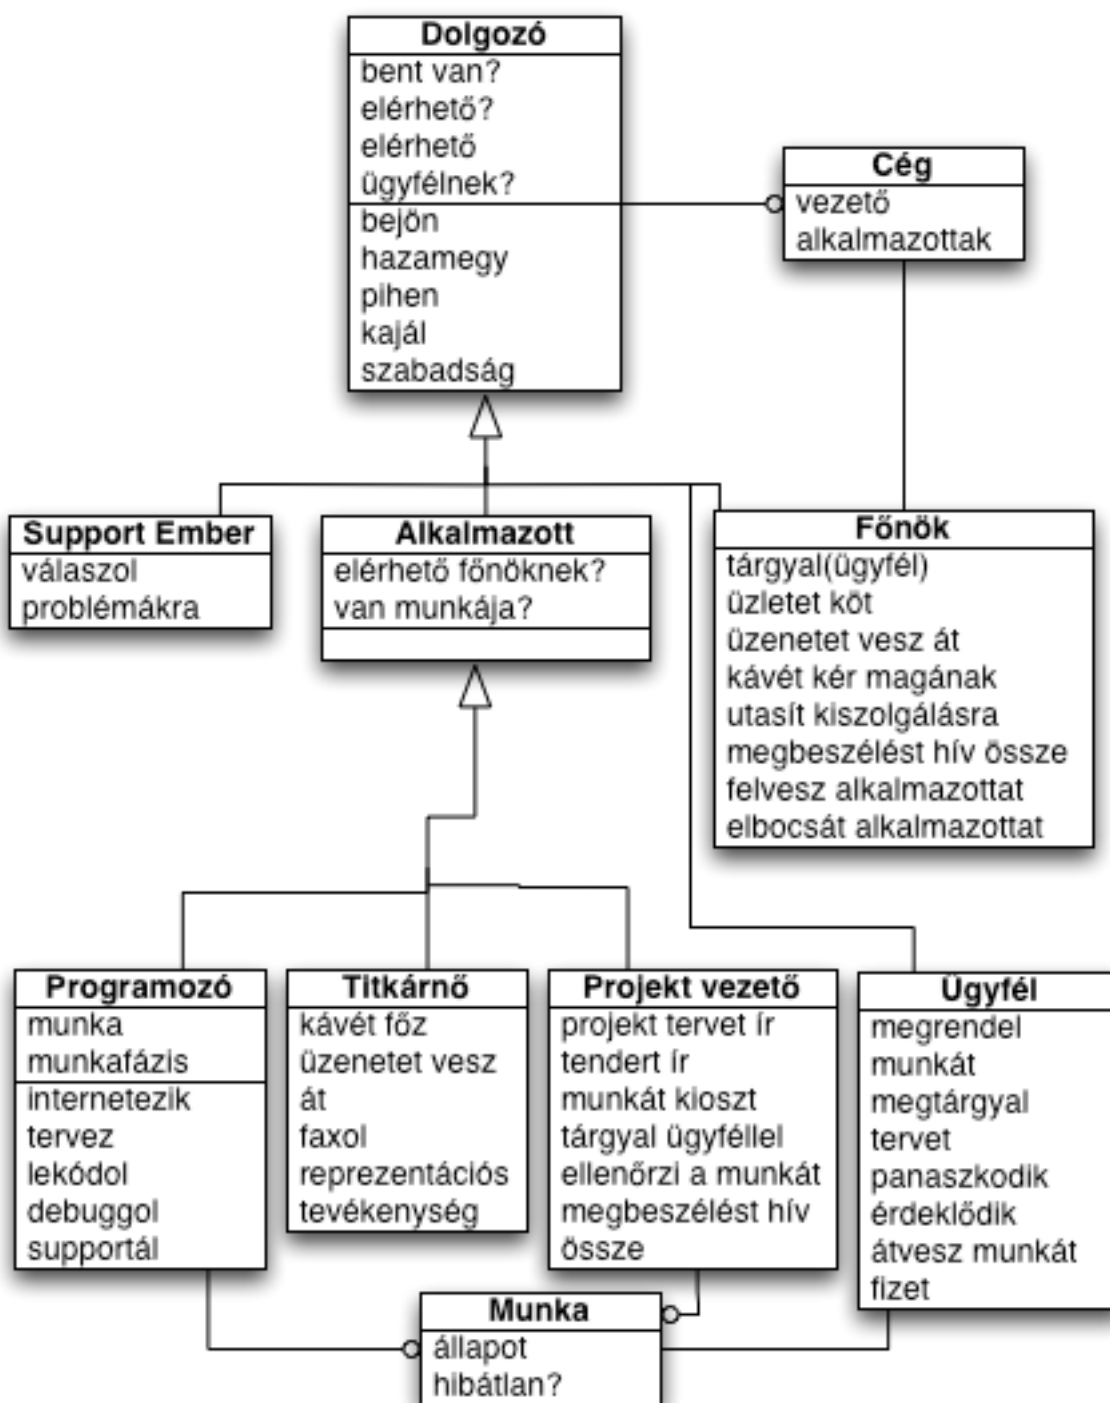 Dolgozó
bent van?
elérhető?
elérhető
ügyfélnek?
bejön
hazamegy
pihen
kajál
szabadság
Cég
vezető
alkalmazottak
Support Ember
válaszol
problémákra
Alkalmazott
elérhető főnöknek?
van munkája?
Főnök
tárgyal(ügyfél)
üzletet köt
üzenetet vesz át
kávét kér magának
utasít kiszolgálásra
megbeszélést hív össze
felvesz alkalmazottat
elbocsát alkalmazottat
Programozó
munka
munkafázis
internetezik
tervez
lekódol
debuggol
supportál
Titkárnő
kávét főz
üzenetet vesz
át
faxol
reprezentációs
tevékenység
Projekt vezető
projekt tervet ír
tendert ír
munkát kioszt
tárgyal ügyféllel
ellenőrzi a munkát
megbeszélést hív
össze
Ügyfél
megrendel
munkát
megtárgyal
tervet
panaszkodik
érdeklődik
átvesz munkát
fizet
Munka
állapot
hibátlan?